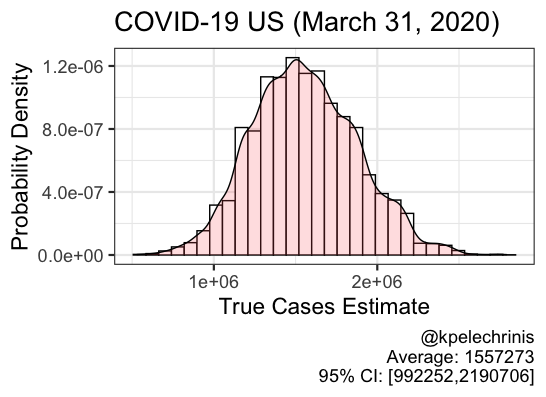 COVID-19 US (March 31, 2020)
1.2e-06
8.0e-07
4.0e-07
0.0e+00
Probability Density
1e+06 2e+06
True Cases Estimate
@kpelechrinis
Average: 1557273
95% CI: [992252,2190706]